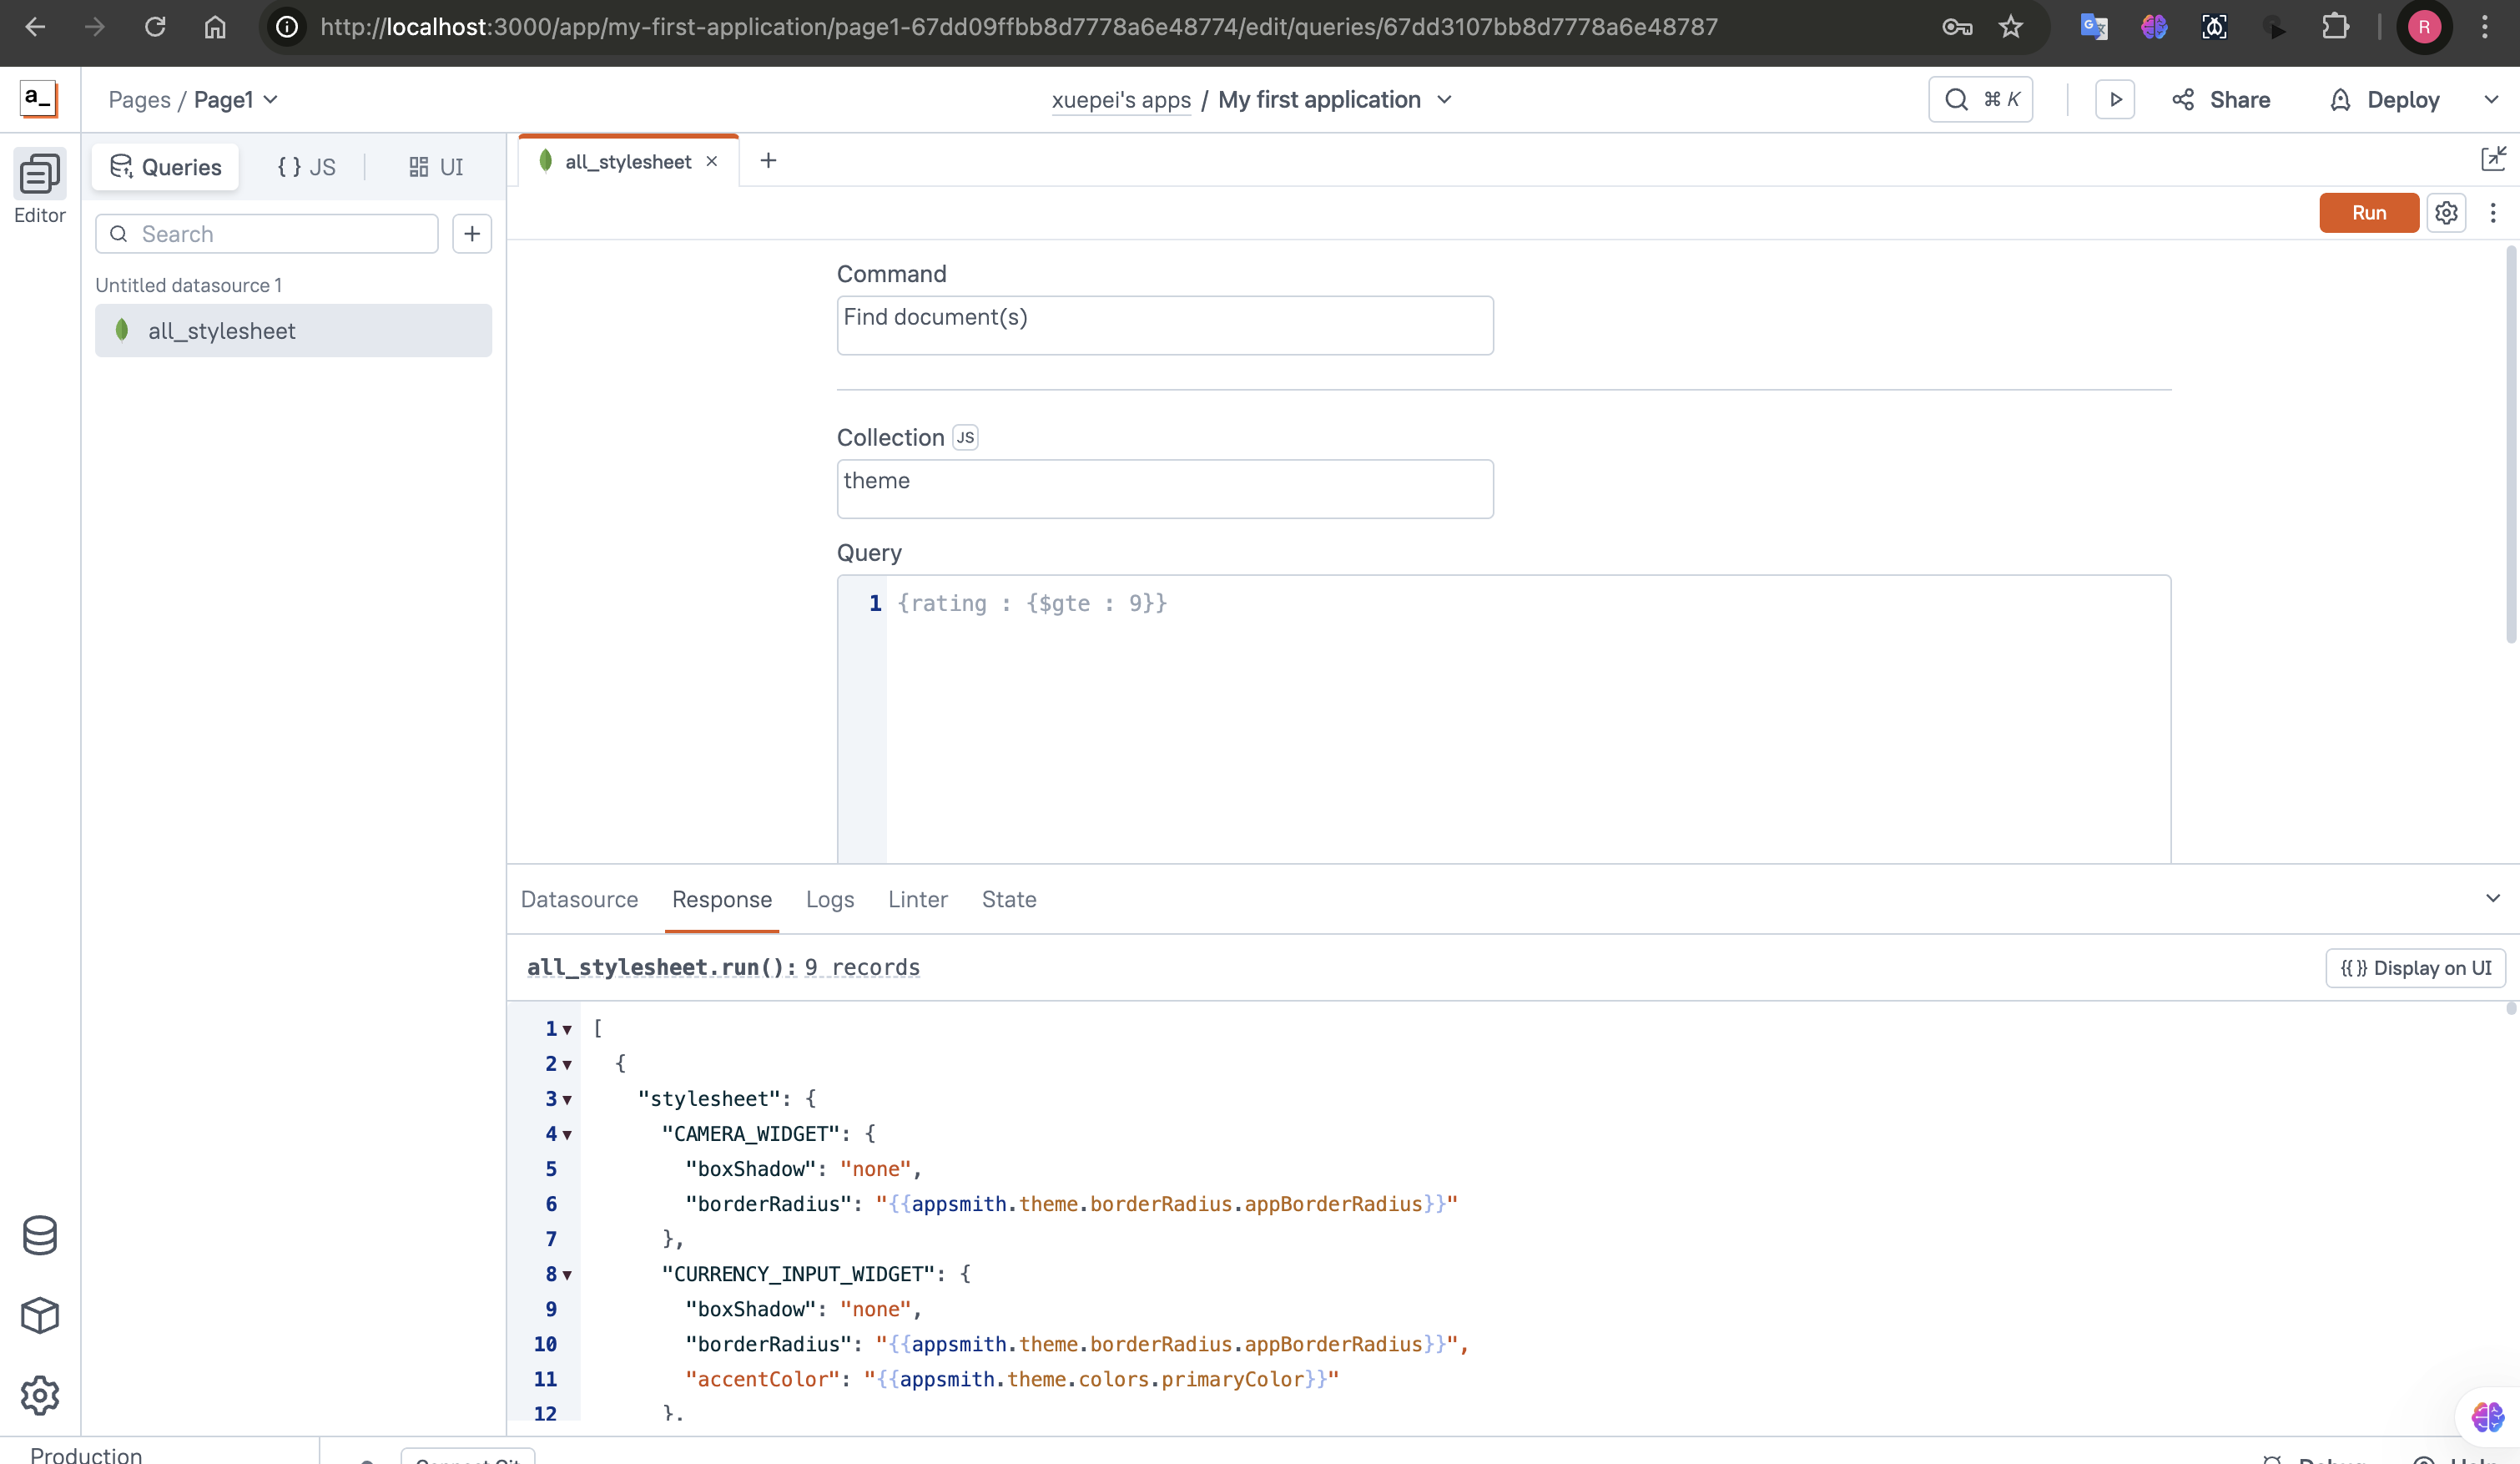 http://localhost:3000/app/my-first-application/page1-67dd09ffbb8d7778a6e48774/edit/queries/67dd3107bb8d7778a6e48787
R
a_
Pages / Page1
xuepei's apps / My first application
⌘ K
Share
Deploy
Editor
Queries
{ } JS
UI
all_stylesheet
Run
Search
Untitled datasource 1
all_stylesheet
Command
Find document(s)
Collection JS
theme
Query
1 {rating : {$gte : 9}}
Datasource Response Logs Linter State
all_stylesheet.run(): 9 records
{{ }} Display on UI
1 [
2 {
3 "stylesheet": {
4 "CAMERA_WIDGET": {
5 "boxShadow": "none",
6 "borderRadius": "{{appsmith.theme.borderRadius.appBorderRadius}}"
7 },
8 "CURRENCY_INPUT_WIDGET": {
9 "boxShadow": "none",
10 "borderRadius": "{{appsmith.theme.borderRadius.appBorderRadius}}",
11 "accentColor": "{{appsmith.theme.colors.primaryColor}}"
12 },
Production
Connect Git
Debug
Help